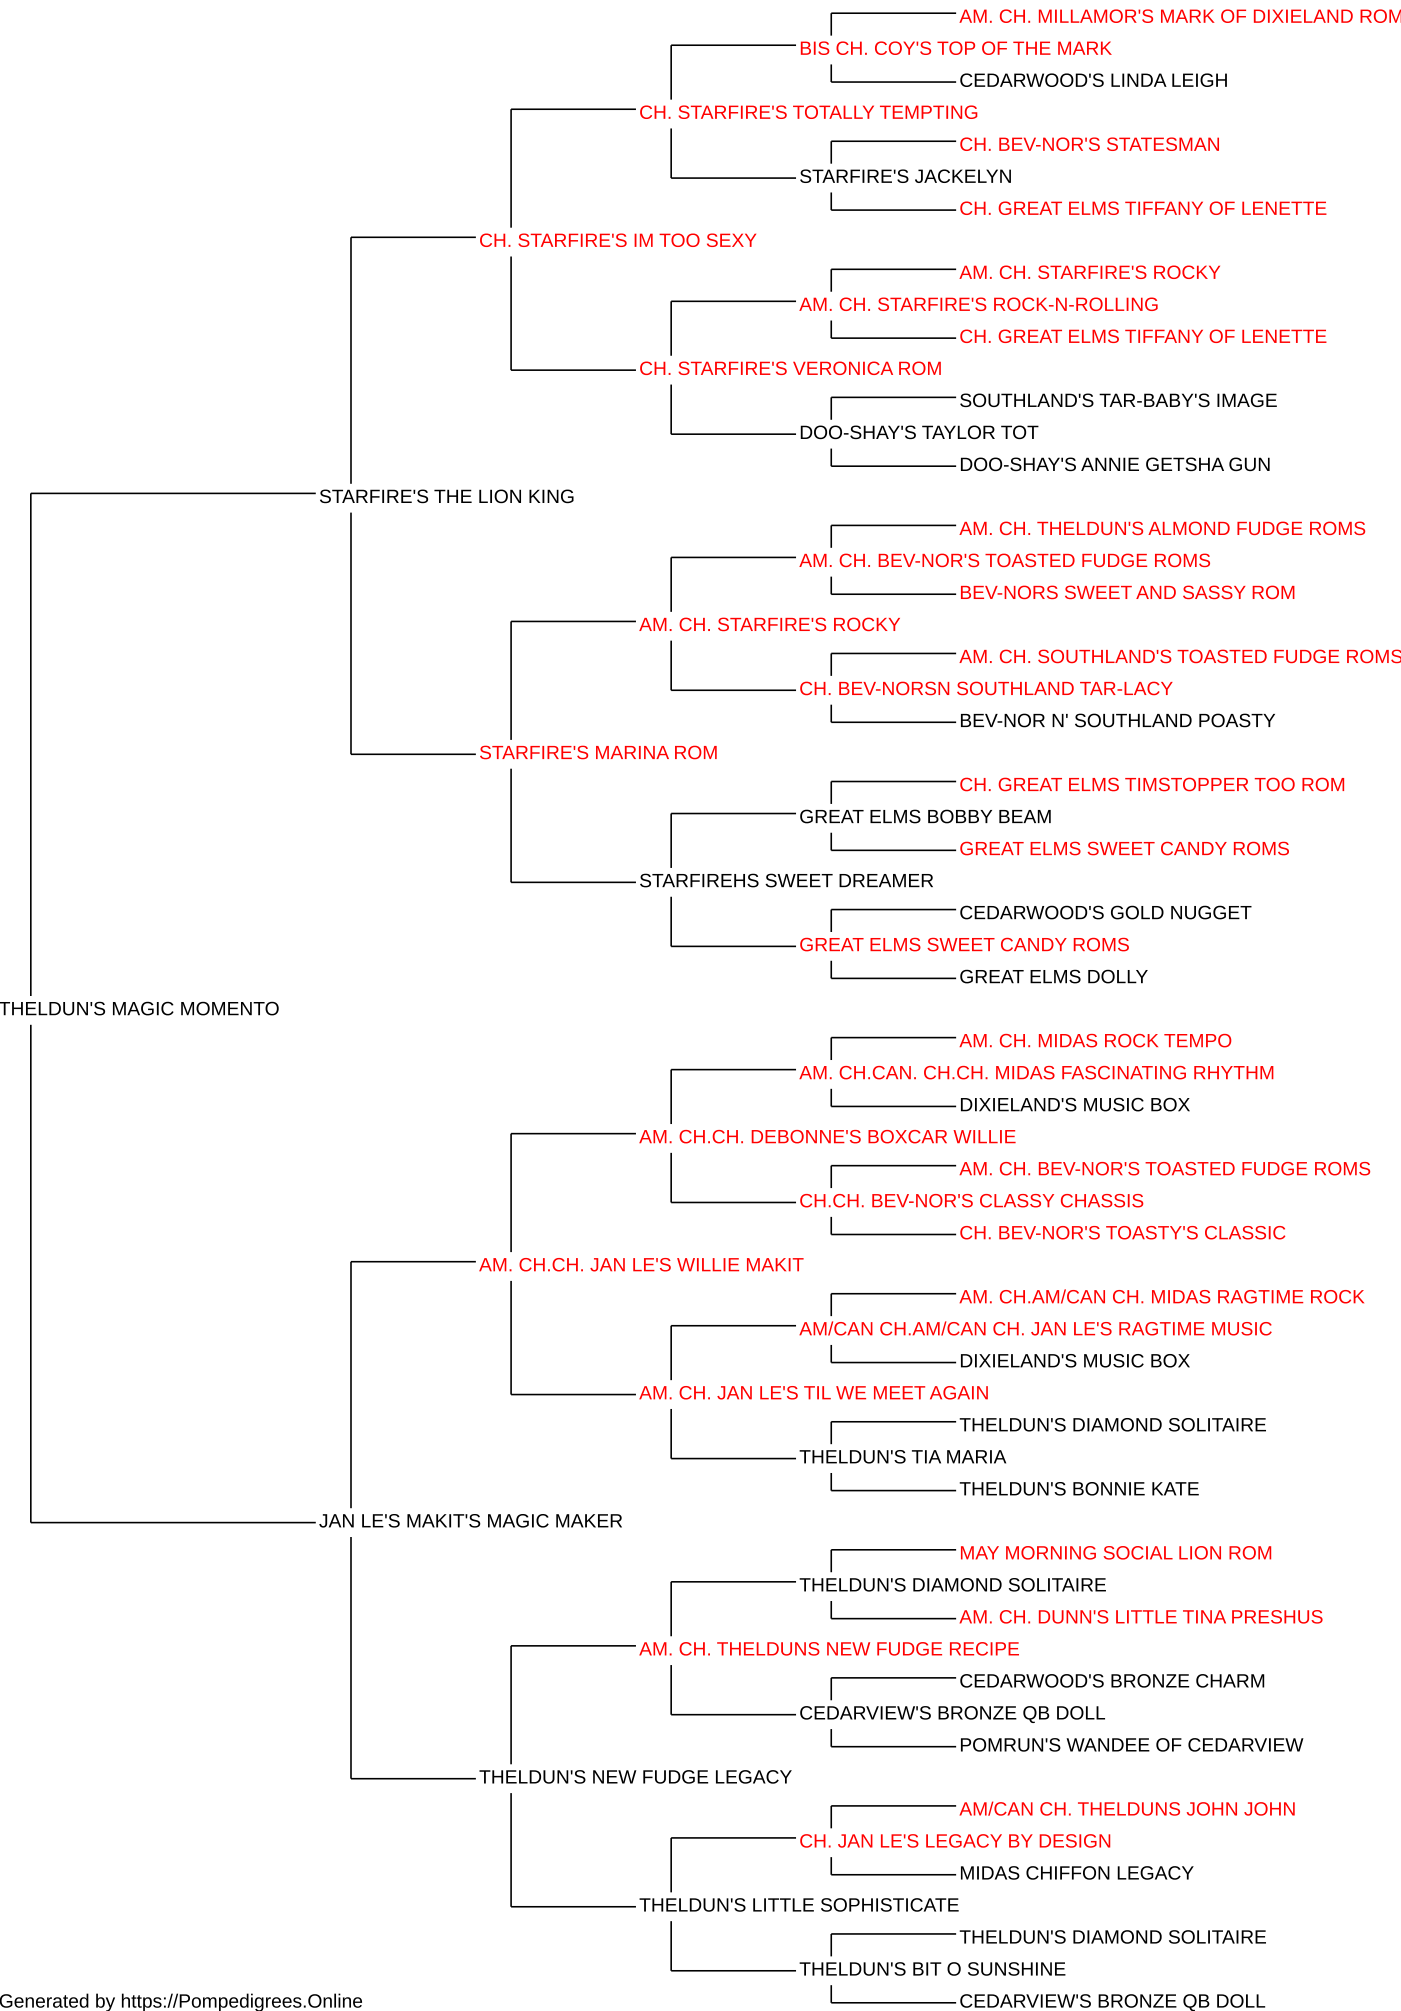 AM. CH. MILLAMOR'S MARK OF DIXIELAND ROM
BIS CH. COY'S TOP OF THE MARK
CEDARWOOD'S LINDA LEIGH
CH. STARFIRE'S TOTALLY TEMPTING
CH. BEV-NOR'S STATESMAN
STARFIRE'S JACKELYN
CH. GREAT ELMS TIFFANY OF LENETTE
CH. STARFIRE'S IM TOO SEXY
AM. CH. STARFIRE'S ROCKY
AM. CH. STARFIRE'S ROCK-N-ROLLING
CH. GREAT ELMS TIFFANY OF LENETTE
CH. STARFIRE'S VERONICA ROM
SOUTHLAND'S TAR-BABY'S IMAGE
DOO-SHAY'S TAYLOR TOT
DOO-SHAY'S ANNIE GETSHA GUN
STARFIRE'S THE LION KING
AM. CH. THELDUN'S ALMOND FUDGE ROMS
AM. CH. BEV-NOR'S TOASTED FUDGE ROMS
BEV-NORS SWEET AND SASSY ROM
AM. CH. STARFIRE'S ROCKY
AM. CH. SOUTHLAND'S TOASTED FUDGE ROMS
CH. BEV-NORSN SOUTHLAND TAR-LACY
BEV-NOR N' SOUTHLAND POASTY
STARFIRE'S MARINA ROM
CH. GREAT ELMS TIMSTOPPER TOO ROM
GREAT ELMS BOBBY BEAM
GREAT ELMS SWEET CANDY ROMS
STARFIREHS SWEET DREAMER
CEDARWOOD'S GOLD NUGGET
GREAT ELMS SWEET CANDY ROMS
GREAT ELMS DOLLY
THELDUN'S MAGIC MOMENTO
AM. CH. MIDAS ROCK TEMPO
AM. CH.CAN. CH.CH. MIDAS FASCINATING RHYTHM
DIXIELAND'S MUSIC BOX
AM. CH.CH. DEBONNE'S BOXCAR WILLIE
AM. CH. BEV-NOR'S TOASTED FUDGE ROMS
CH.CH. BEV-NOR'S CLASSY CHASSIS
CH. BEV-NOR'S TOASTY'S CLASSIC
AM. CH.CH. JAN LE'S WILLIE MAKIT
AM. CH.AM/CAN CH. MIDAS RAGTIME ROCK
AM/CAN CH.AM/CAN CH. JAN LE'S RAGTIME MUSIC
DIXIELAND'S MUSIC BOX
AM. CH. JAN LE'S TIL WE MEET AGAIN
THELDUN'S DIAMOND SOLITAIRE
THELDUN'S TIA MARIA
THELDUN'S BONNIE KATE
JAN LE'S MAKIT'S MAGIC MAKER
MAY MORNING SOCIAL LION ROM
THELDUN'S DIAMOND SOLITAIRE
AM. CH. DUNN'S LITTLE TINA PRESHUS
AM. CH. THELDUNS NEW FUDGE RECIPE
CEDARWOOD'S BRONZE CHARM
CEDARVIEW'S BRONZE QB DOLL
POMRUN'S WANDEE OF CEDARVIEW
THELDUN'S NEW FUDGE LEGACY
AM/CAN CH. THELDUNS JOHN JOHN
CH. JAN LE'S LEGACY BY DESIGN
MIDAS CHIFFON LEGACY
THELDUN'S LITTLE SOPHISTICATE
THELDUN'S DIAMOND SOLITAIRE
THELDUN'S BIT O SUNSHINE
CEDARVIEW'S BRONZE QB DOLL
Generated by https://Pompedigrees.Online